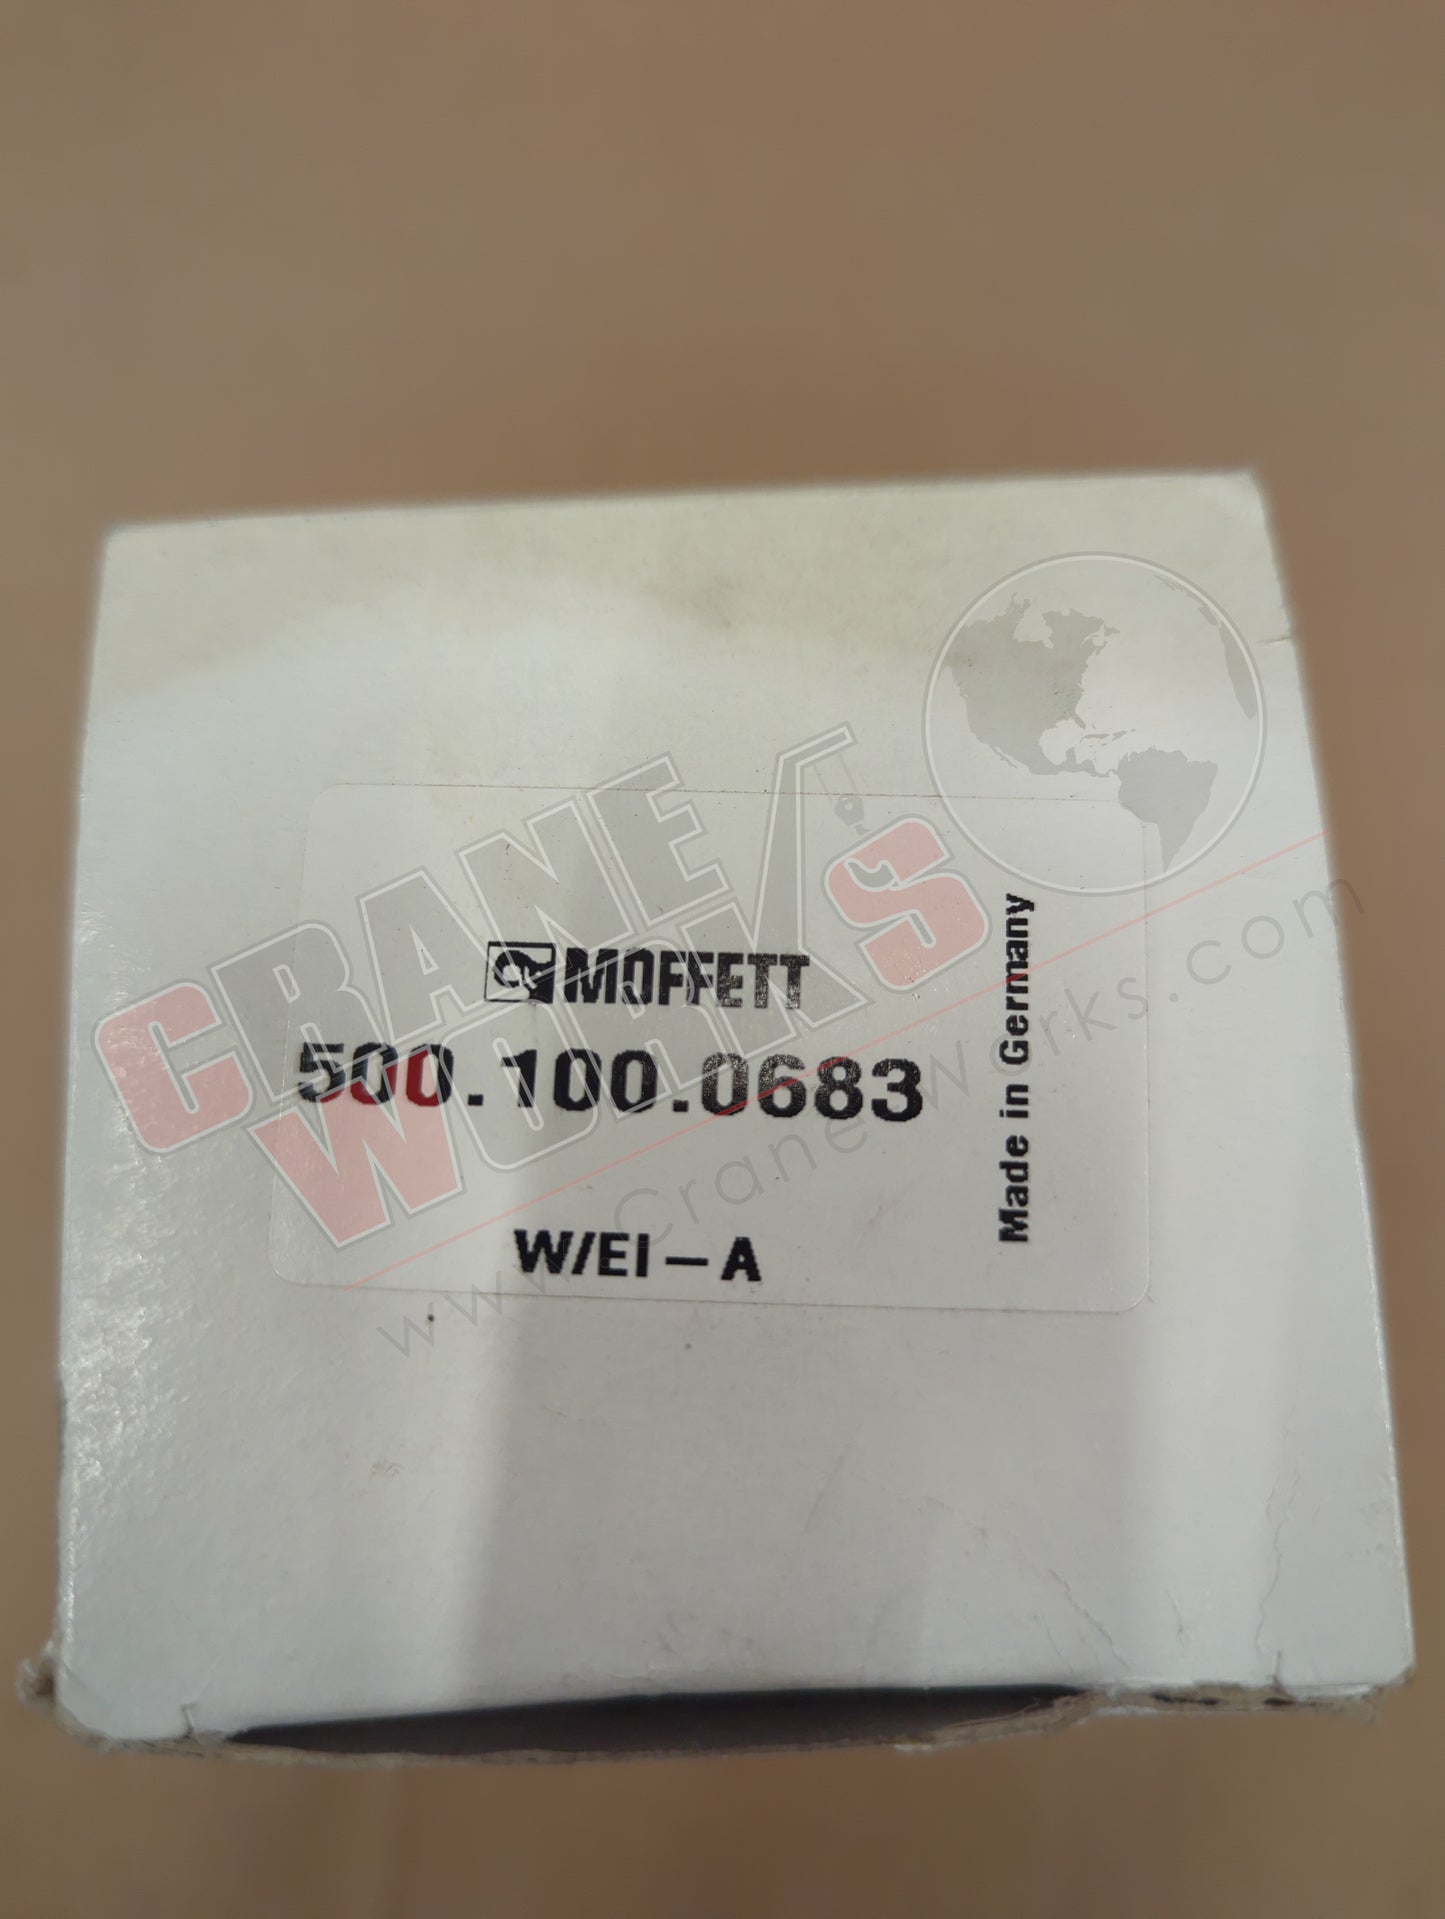 MOFFETT
500.100.0683
W/EI-A
Made in Germany
CRANE
WORKS
www.CraneWorks.com